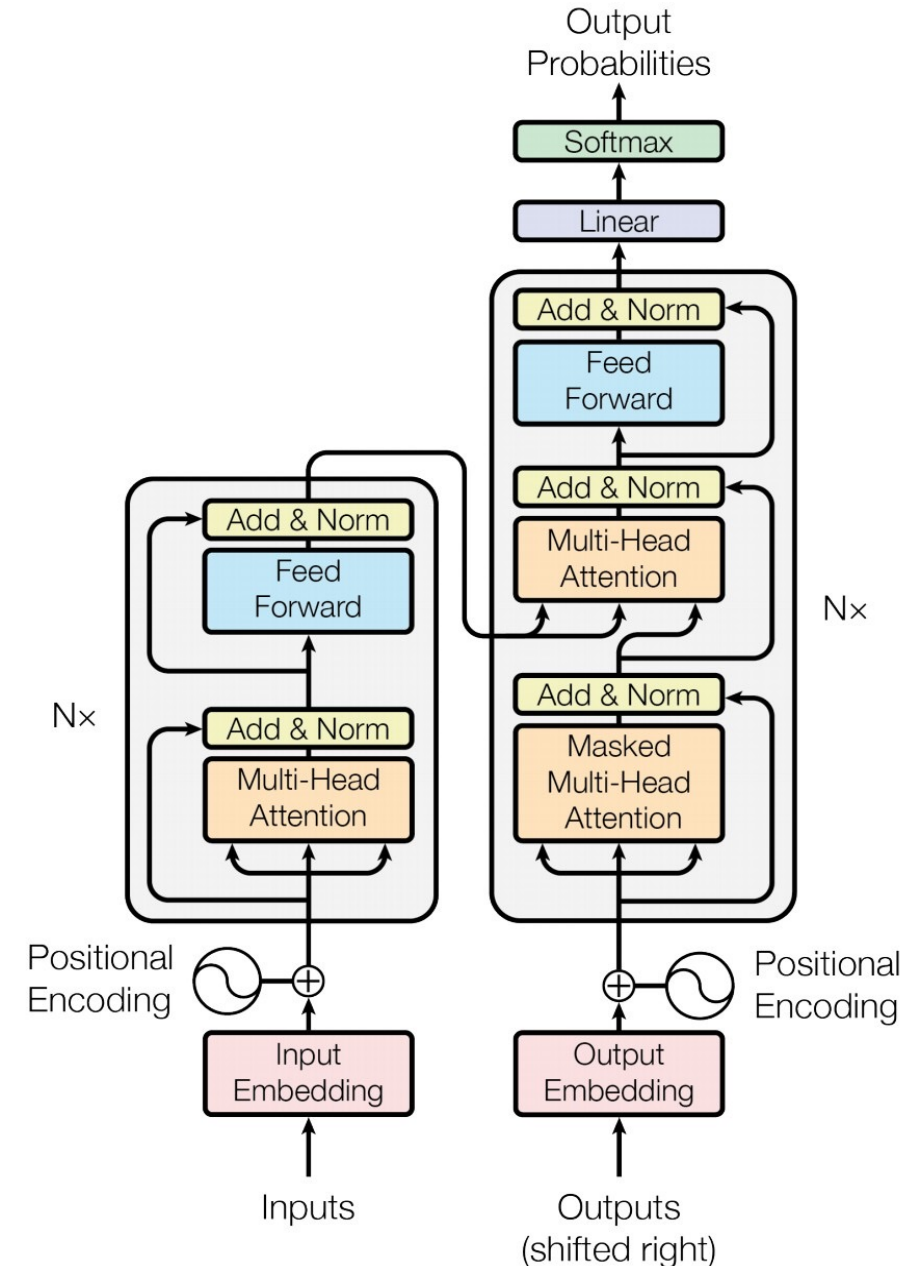 Output
Probabilities
Softmax
Linear
Add & Norm
Feed
Forward
Add & Norm
Multi-Head
Attention
Nx
Add & Norm
Masked
Multi-Head
Attention
Add & Norm
Feed
Forward
Nx
Add & Norm
Multi-Head
Attention
Positional
Encoding
Positional
Encoding
Input
Embedding
Output
Embedding
Inputs
Outputs
(shifted right)